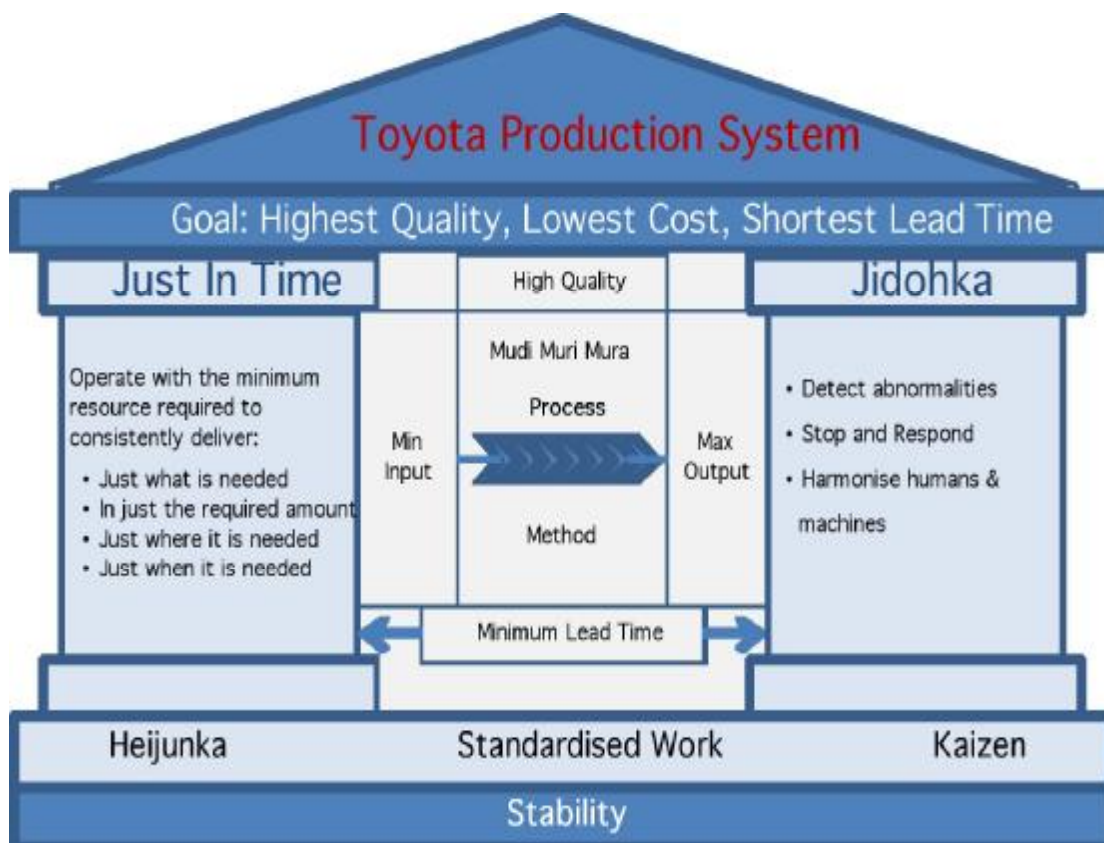 Toyota Production System
Goal: Highest Quality, Lowest Cost, Shortest Lead Time
Just In Time
Operate with the minimum
resource required to
consistently deliver:
• Just what is needed
• In just the required amount
• Just where it is needed
• Just when it is needed
High Quality
Min
Input
Mudi Muri Mura
Process
Method
Max
Output
Minimum Lead Time
Jidohka
• Detect abnormalities
• Stop and Respond
• Harmonise humans &
machines
Heijunka
Standardised Work
Kaizen
Stability